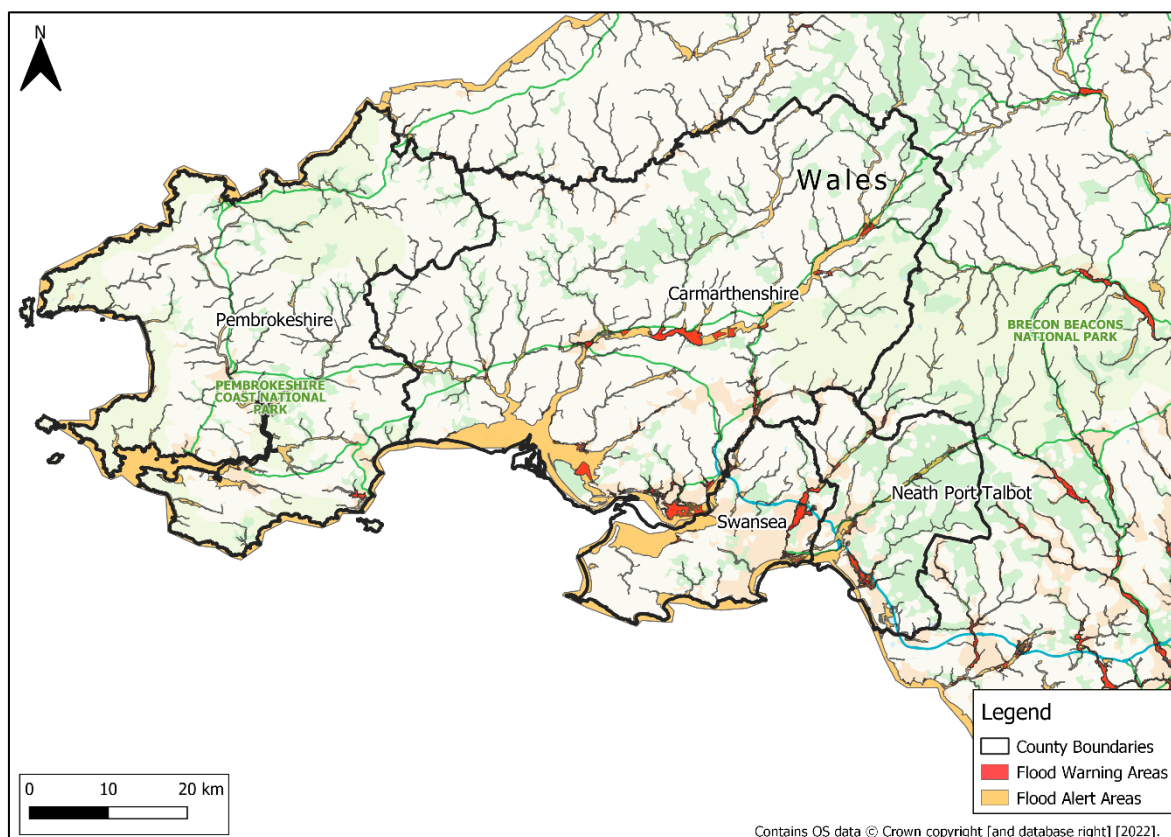 N
Wales
Carmarthenshire
Pembrokeshire
BRECON BEACONS
NATIONAL PARK
PEMBROKESHIRE
COAST NATIONAL
PARK
Neath Port Talbot
Swansea
Legend
County Boundaries
Flood Warning Areas
Flood Alert Areas
0 10 20 km
Contains OS data © Crown copyright [and database right] [2022].